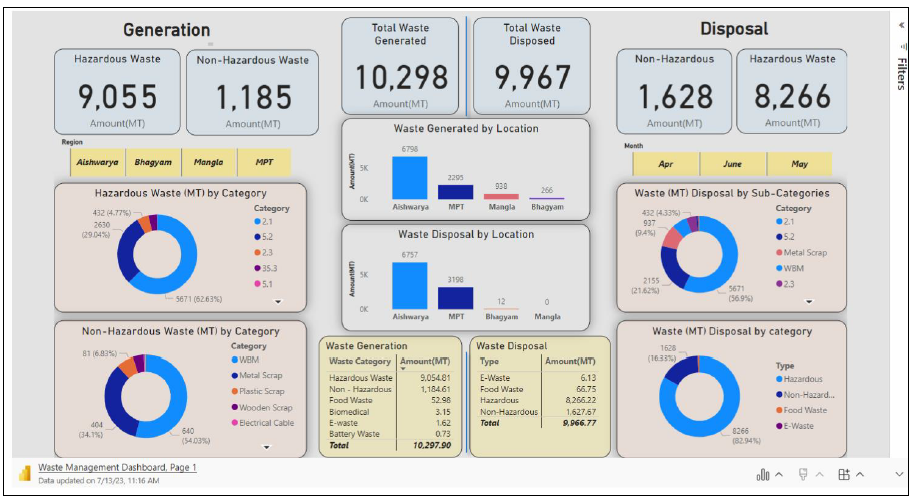 Generation
Hazardous Waste
9,055
Amount(MT)
Non-Hazardous Waste
1,185
Amount(MT)
Total Waste
Generated
10,298
Amount(MT)
Total Waste
Disposed
9,967
Amount(MT)
Disposal
Non-Hazardous
1,628
Amount(MT)
Hazardous Waste
8,266
Amount(MT)
Filters
Region
Aishwarya
Bhagyam
Mangla
MPT
Month
Apr
June
May
Waste Generated by Location
Amount(MT)
5K
0K
6798
2295
938
266
Aishwarya
MPT
Mangla
Bhagyam
Waste Disposal by Location
Amount(MT)
5K
0K
6757
3198
12
0
Aishwarya
MPT
Bhagyam
Mangla
Hazardous Waste (MT) by Category
432 (4.77%)
2630
(29.04%)
5671 (62.63%)
Category
2.1
5.2
2.3
35.3
5.1
Waste (MT) Disposal by Sub-Categories
432 (4.33%)
937
(9.4%)
2155
(21.62%)
5671
(56.9%)
Category
2.1
5.2
Metal Scrap
WBM
2.3
Non-Hazardous Waste (MT) by Category
81 (6.83%)
404
(34.1%)
640
(54.03%)
Category
WBM
Metal Scrap
Plastic Scrap
Wooden Scrap
Electrical Cable
Waste Generation
Waste Category Amount(MT)
Hazardous Waste 9,054.81
Non - Hazardous 1,184.61
Food Waste 52.98
Biomedical 3.15
E-waste 1.62
Battery Waste 0.73
Total 10,297.90
Waste Disposal
Type Amount(MT)
E-Waste 6.13
Food Waste 66.75
Hazardous 8,266.22
Non-Hazardous 1,627.67
Total 9,966.77
Waste (MT) Disposal by category
1628
(16.33%)
8266
(82.94%)
Type
Hazardous
Non-Hazard...
Food Waste
E-Waste
Waste Management Dashboard, Page 1
Data updated on 7/13/23, 11:16 AM